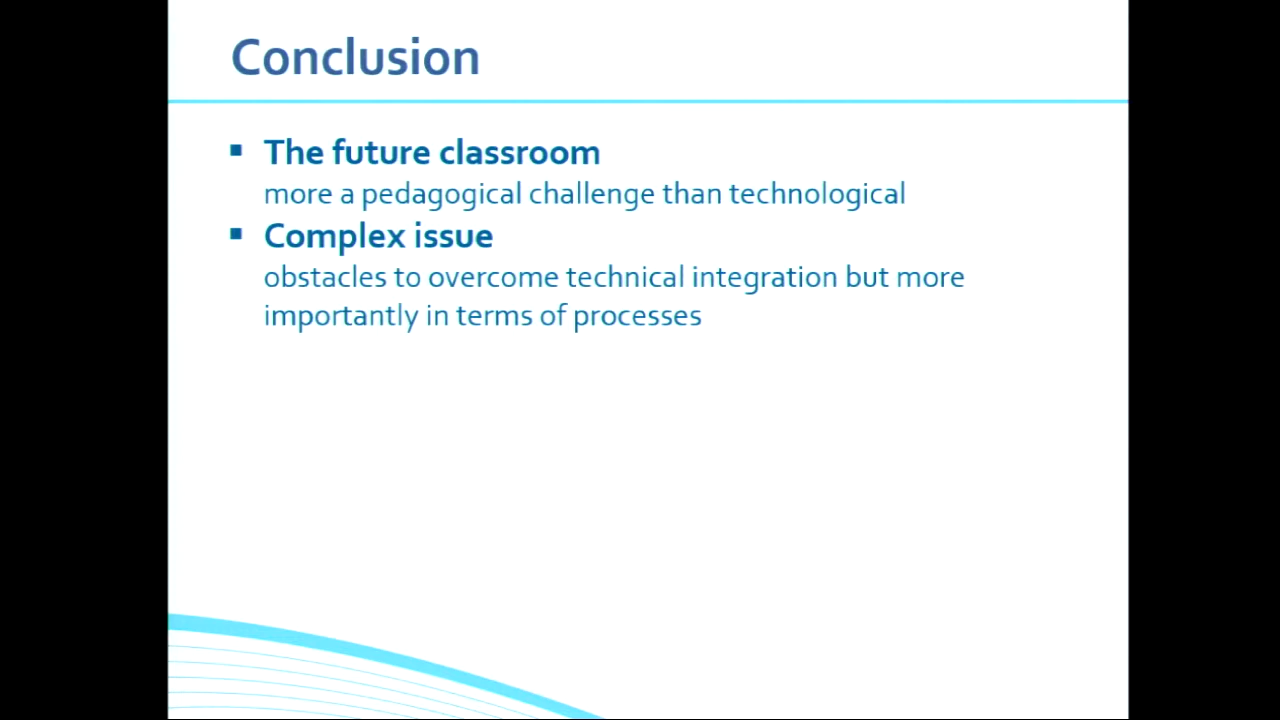 Conclusion
The future classroom
more a pedagogical challenge than technological
Complex issue
obstacles to overcome technical integration but more
importantly in terms of processes